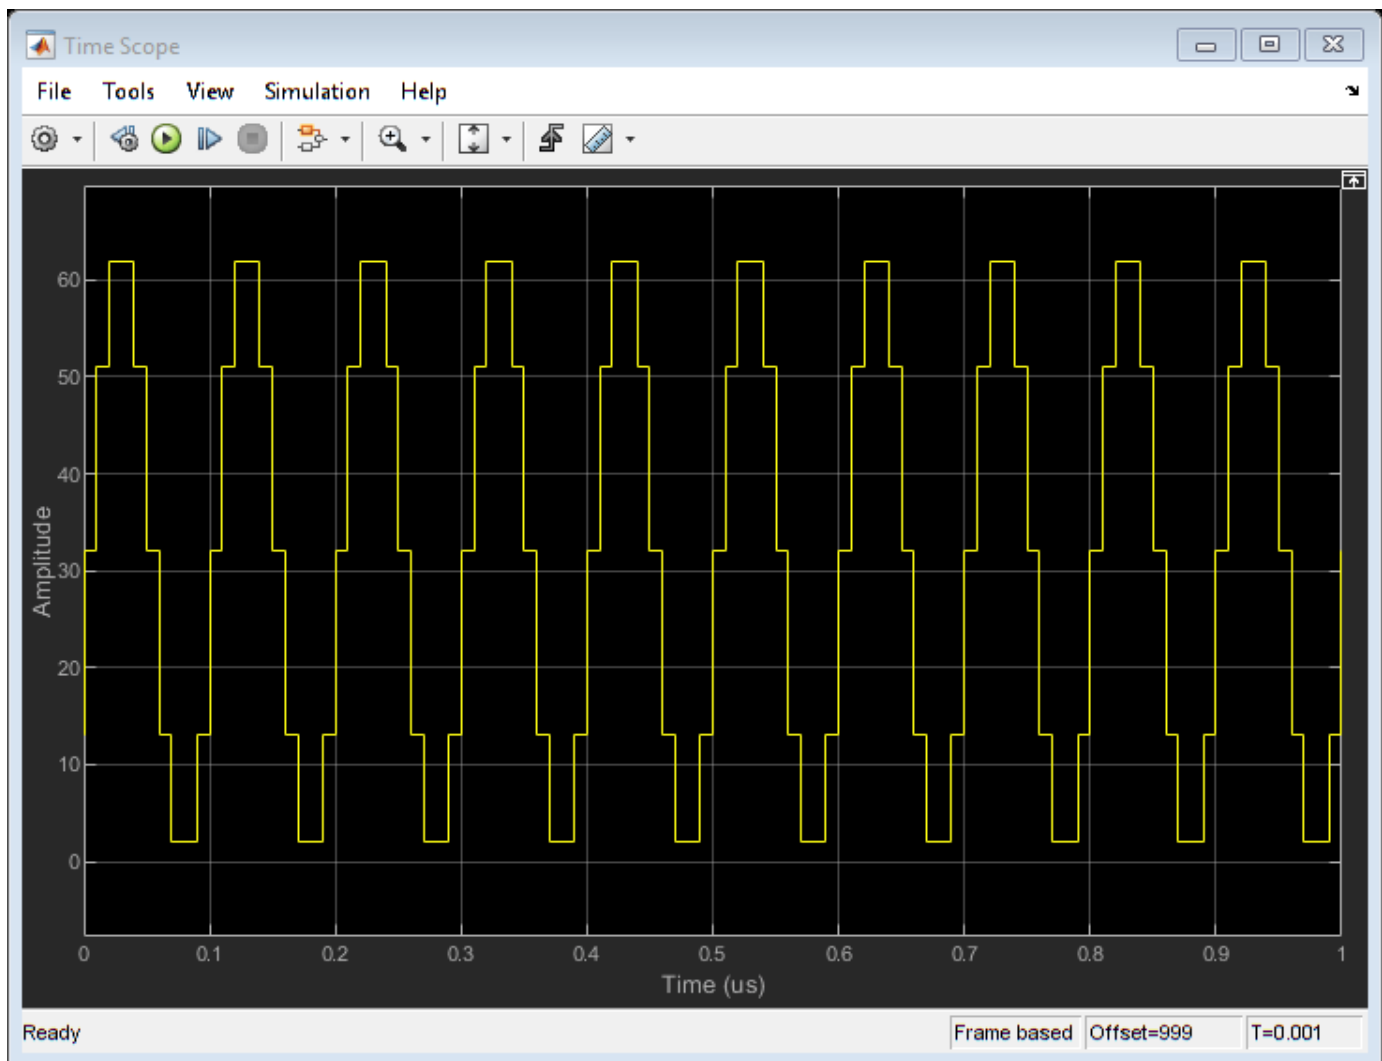 Time Scope
File Tools View Simulation Help
60
50
40
30
20
10
0
Amplitude
0 0.1 0.2 0.3 0.4 0.5 0.6 0.7 0.8 0.9 1
Time (us)
Ready Frame based Offset=999 T=0.001